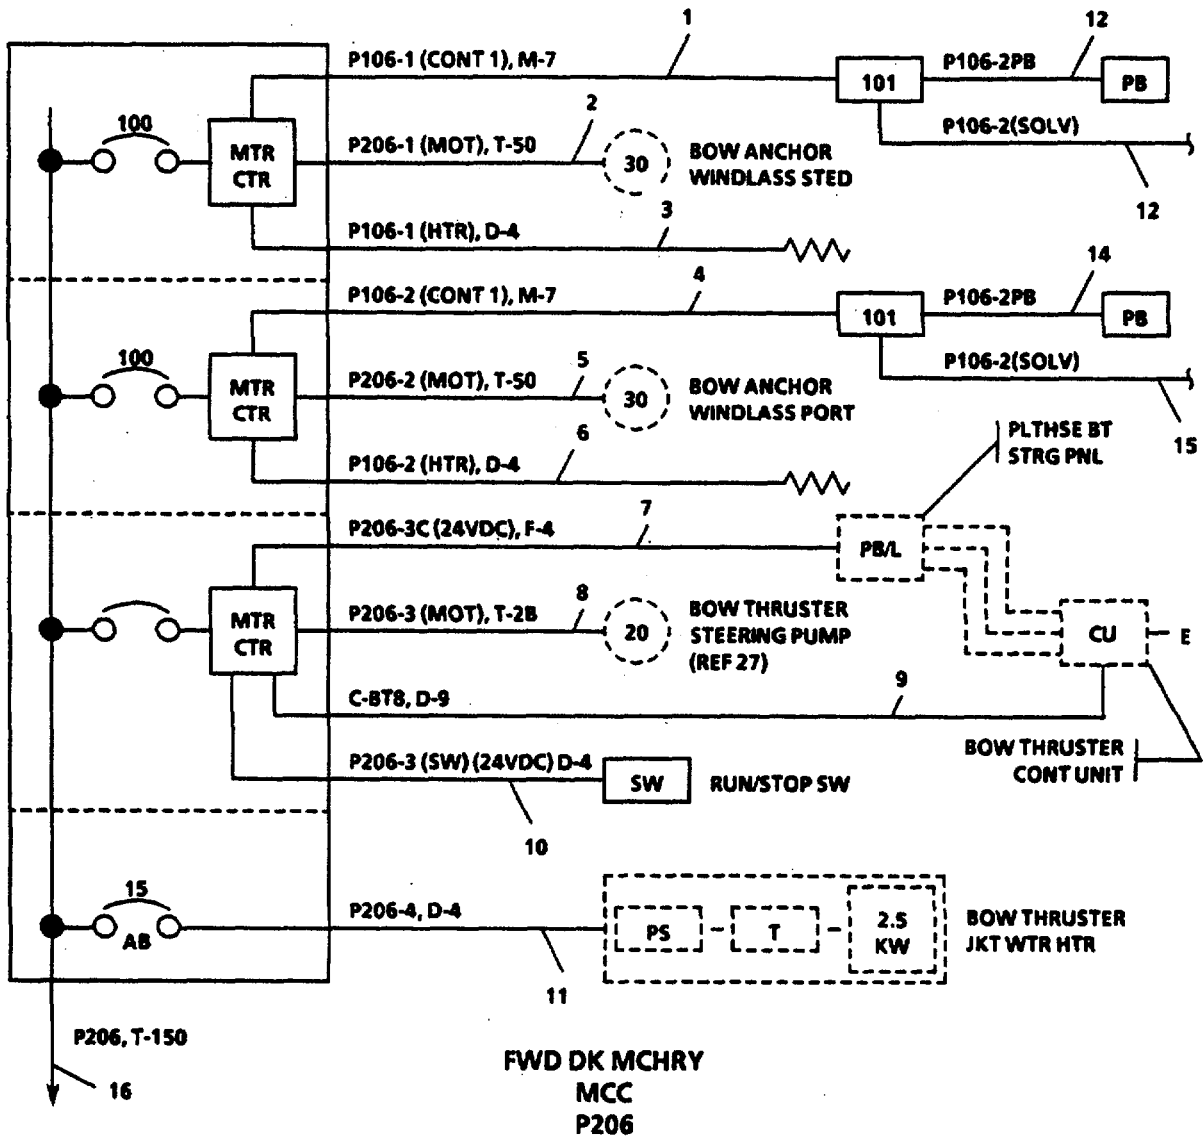 1
12
P106-1 (CONT 1), M-7
101
P106-2PB
PB
100
MTR
CTR
2
P206-1 (MOT), T-50
30
BOW ANCHOR
WINDLASS STED
P106-2(SOLV)
12
3
P106-1 (HTR), D-4
4
14
P106-2 (CONT 1), M-7
101
P106-2PB
PB
100
MTR
CTR
5
P206-2 (MOT), T-50
30
BOW ANCHOR
WINDLASS PORT
P106-2(SOLV)
15
6
P106-2 (HTR), D-4
PLTHSE BT
STRG PNL
7
P206-3C (24VDC), F-4
PB/L
MTR
CTR
8
P206-3 (MOT), T-2B
20
BOW THRUSTER
STEERING PUMP
(REF 27)
CU
E
9
C-BT8, D-9
BOW THRUSTER
CONT UNIT
P206-3 (SW) (24VDC) D-4
SW
RUN/STOP SW
10
15
AB
P206-4, D-4
11
PS
T
2.5
KW
BOW THRUSTER
JKT WTR HTR
P206, T-150
16
FWD DK MCHRY
MCC
P206